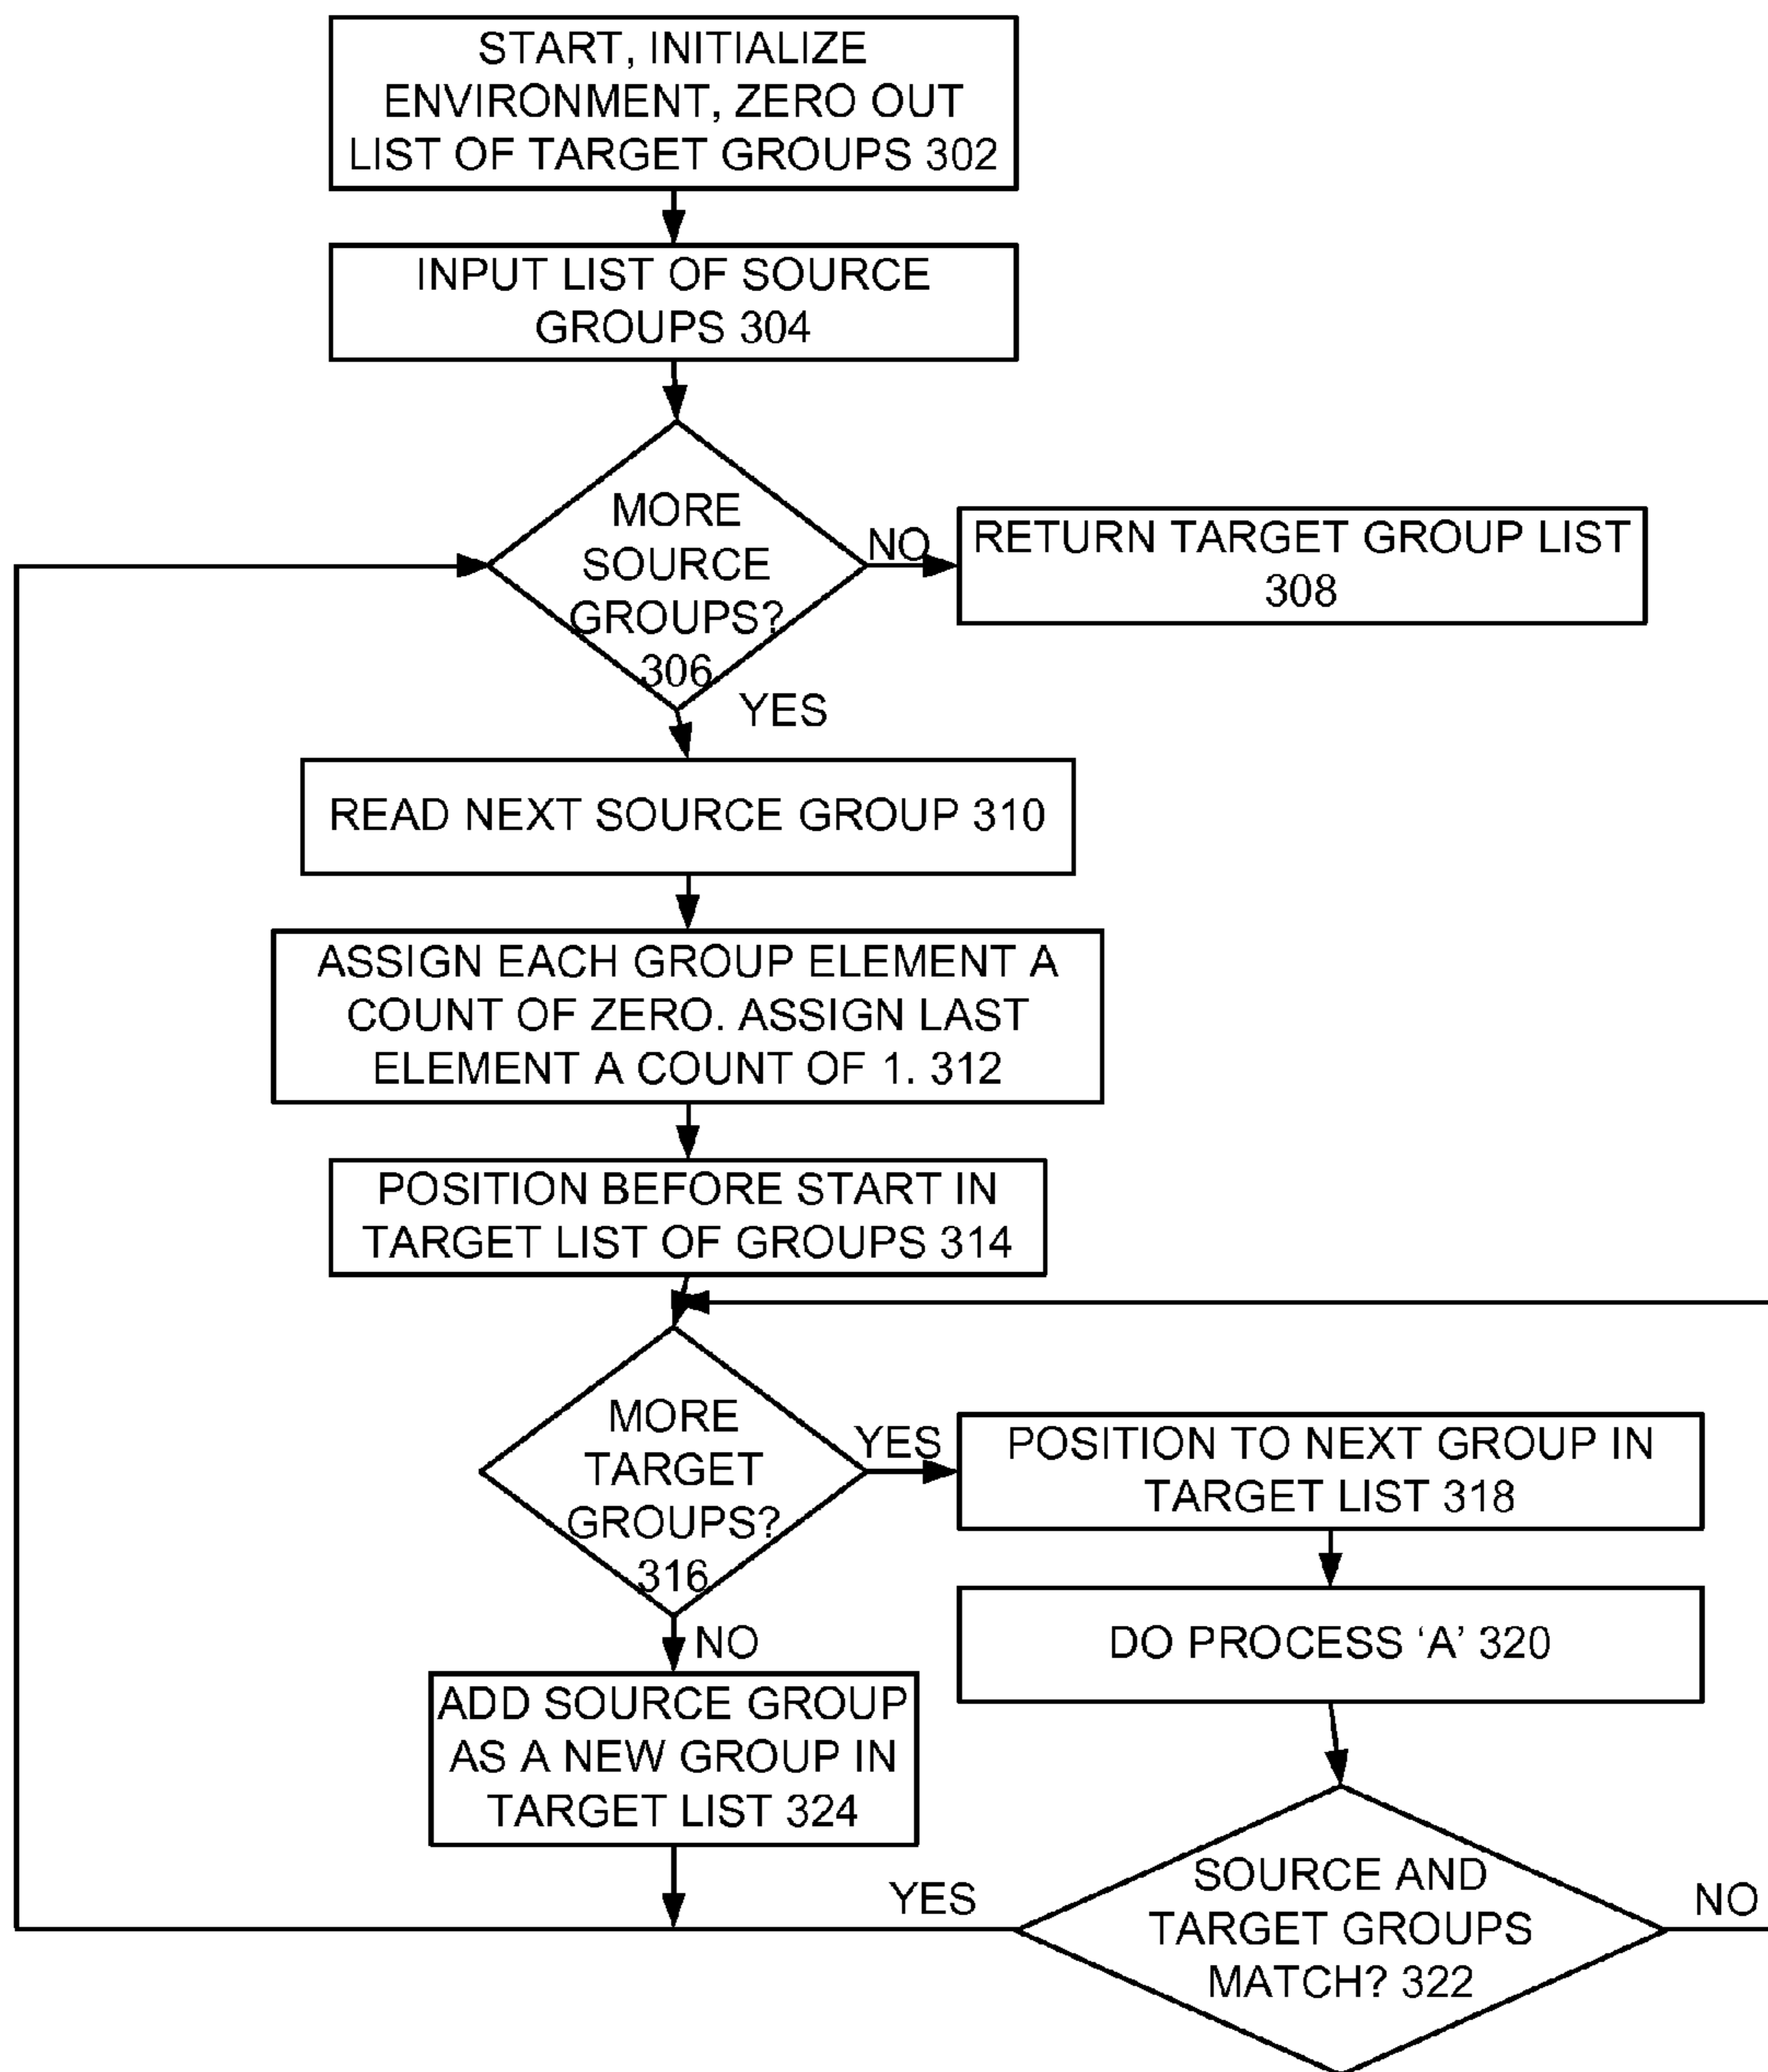 START, INITIALIZE
ENVIRONMENT, ZERO OUT
LIST OF TARGET GROUPS 302
INPUT LIST OF SOURCE
GROUPS 304
MORE
SOURCE
GROUPS?
306
NO
RETURN TARGET GROUP LIST
308
YES
READ NEXT SOURCE GROUP 310
ASSIGN EACH GROUP ELEMENT A
COUNT OF ZERO. ASSIGN LAST
ELEMENT A COUNT OF 1. 312
POSITION BEFORE START IN
TARGET LIST OF GROUPS 314
MORE
TARGET
GROUPS?
316
YES
POSITION TO NEXT GROUP IN
TARGET LIST 318
DO PROCESS ‘A’ 320
NO
ADD SOURCE GROUP
AS A NEW GROUP IN
TARGET LIST 324
YES
SOURCE AND
TARGET GROUPS
MATCH? 322
NO